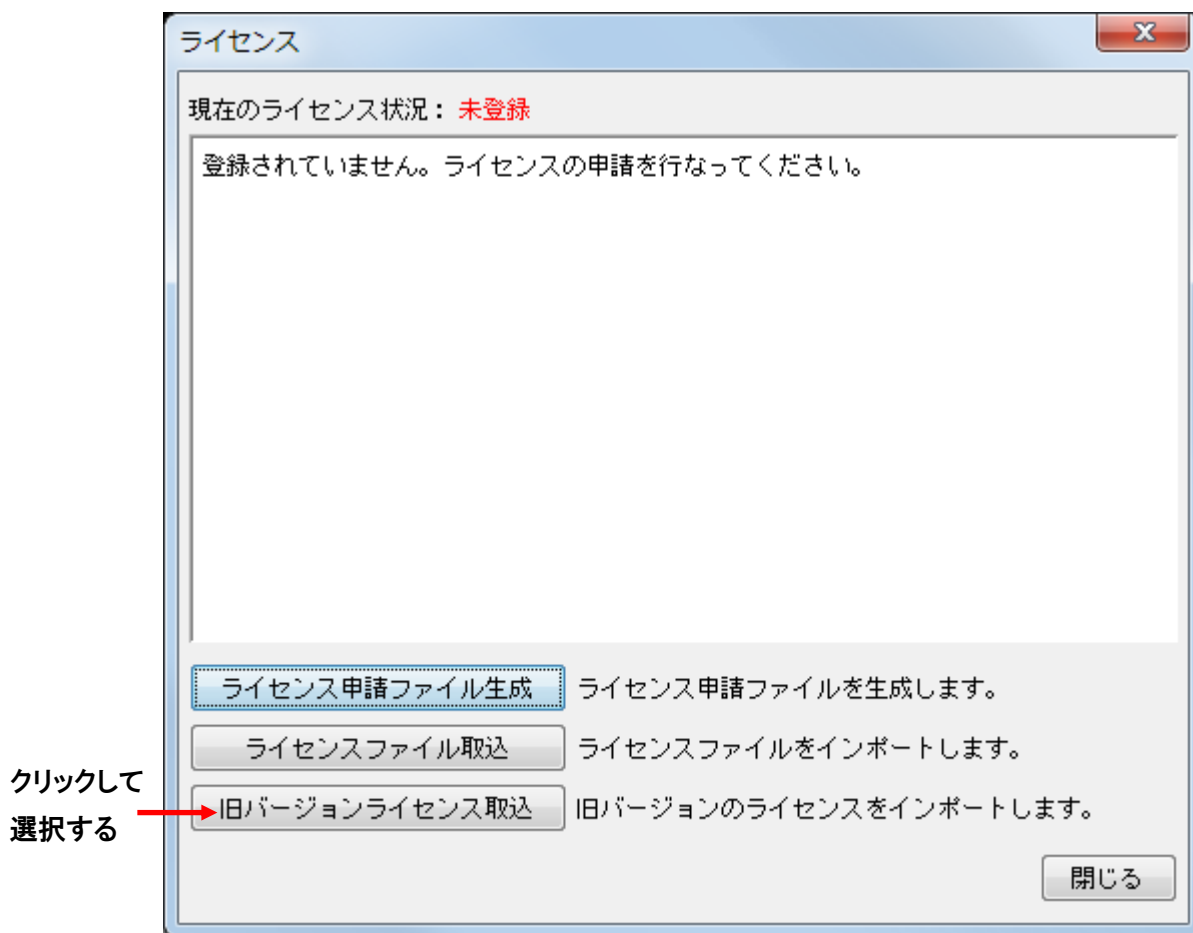 ライセンス
現在のライセンス状況： 未登録
登録されていません。ライセンスの申請を行なってください。
ライセンス申請ファイル生成 ライセンス申請ファイルを生成します。
ライセンスファイル取込 ライセンスファイルをインポートします。
クリックして
選択する
旧バージョンライセンス取込 旧バージョンのライセンスをインポートします。
閉じる